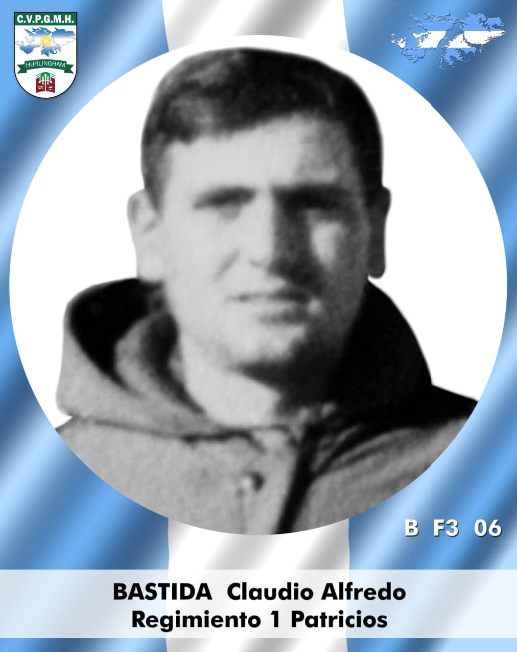 C.V.P.G.M.H.
HURLINGHAM
B F3 06
BASTIDA Claudio Alfredo
Regimiento 1 Patricios